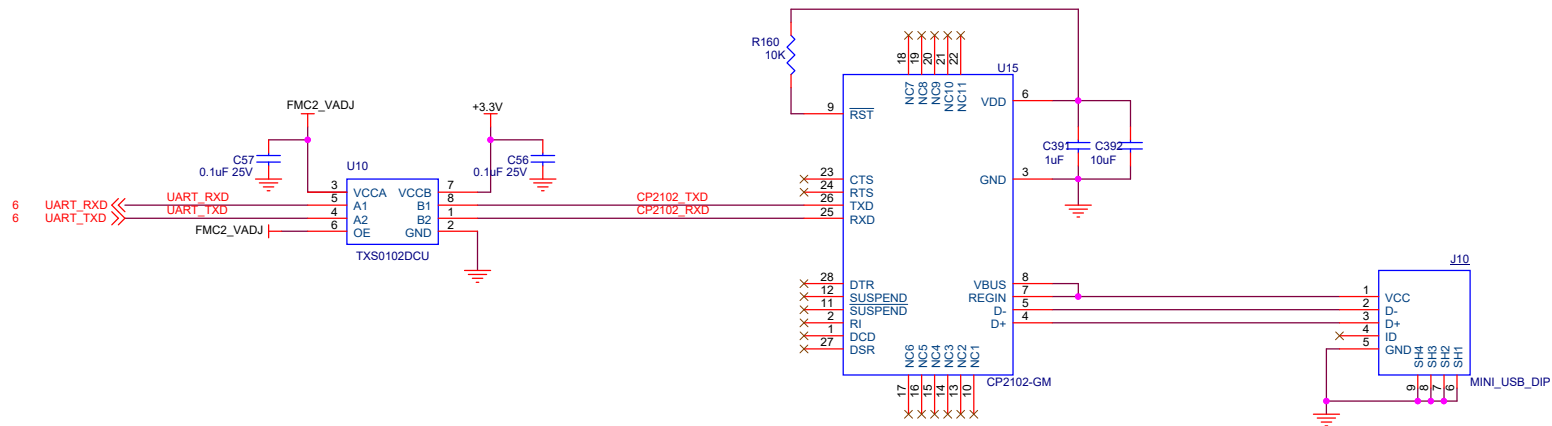 R160
10K
FMC2_VADJ
+3.3V
C57
0.1uF 25V
C56
0.1uF 25V
U10
3 VCCA VCCB 7
5 A1 B1 8
4 A2 B2 1
6 OE GND 2
TXS0102DCU
6 UART_RXD UART_RXD
6 UART_TXD UART_TXD
FMC2_VADJ
CP2102_TXD
CP2102_RXD
U15
18 19 20 21 22
NC7 NC8 NC9 NC10 NC11
9 RST
VDD 6
23 CTS
24 RTS
26 TXD
25 RXD
GND 3
28 DTR
12 SUSPEND
11 SUSPEND
2 RI
1 DCD
27 DSR
VBUS 8
REGIN 7
D- 5
D+ 4
NC6 NC5 NC4 NC3 NC2 NC1
17 16 15 14 13 10
CP2102-GM
C391
1uF
C392
10uF
J10
1 VCC
2 D-
3 D+
4 ID
5 GND
SH4 SH3 SH2 SH1
9 8 7 6
MINI_USB_DIP